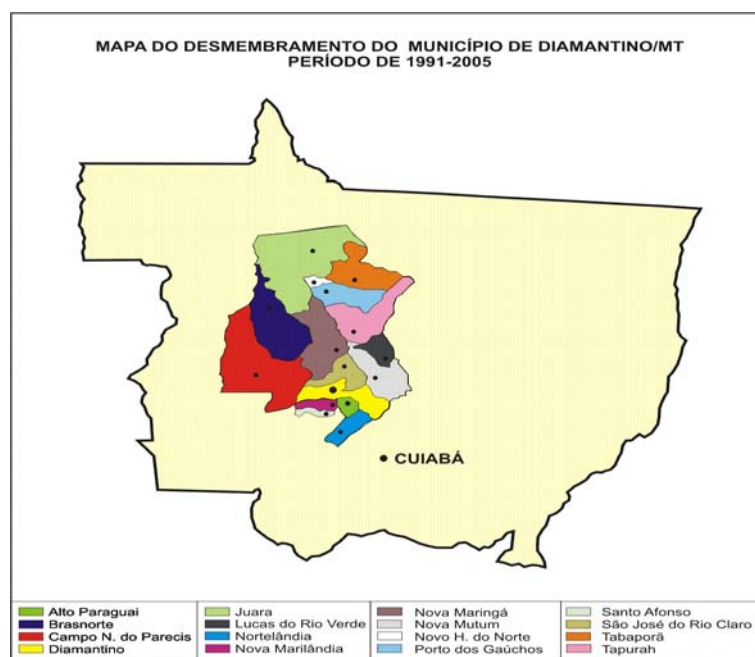 MAPA DO DESMEMBRAMENTO DO MUNICÍPIO DE DIAMANTINO/MT
PERÍODO DE 1991-2005
CUIABÁ
Alto Paraguai
Brasnorte
Campo N. do Parecis
Diamantino
Juara
Lucas do Rio Verde
Nortelândia
Nova Marilândia
Nova Maringá
Nova Mutum
Novo H. do Norte
Porto dos Gaúchos
Santo Afonso
São José do Rio Claro
Tabaporã
Tapurah